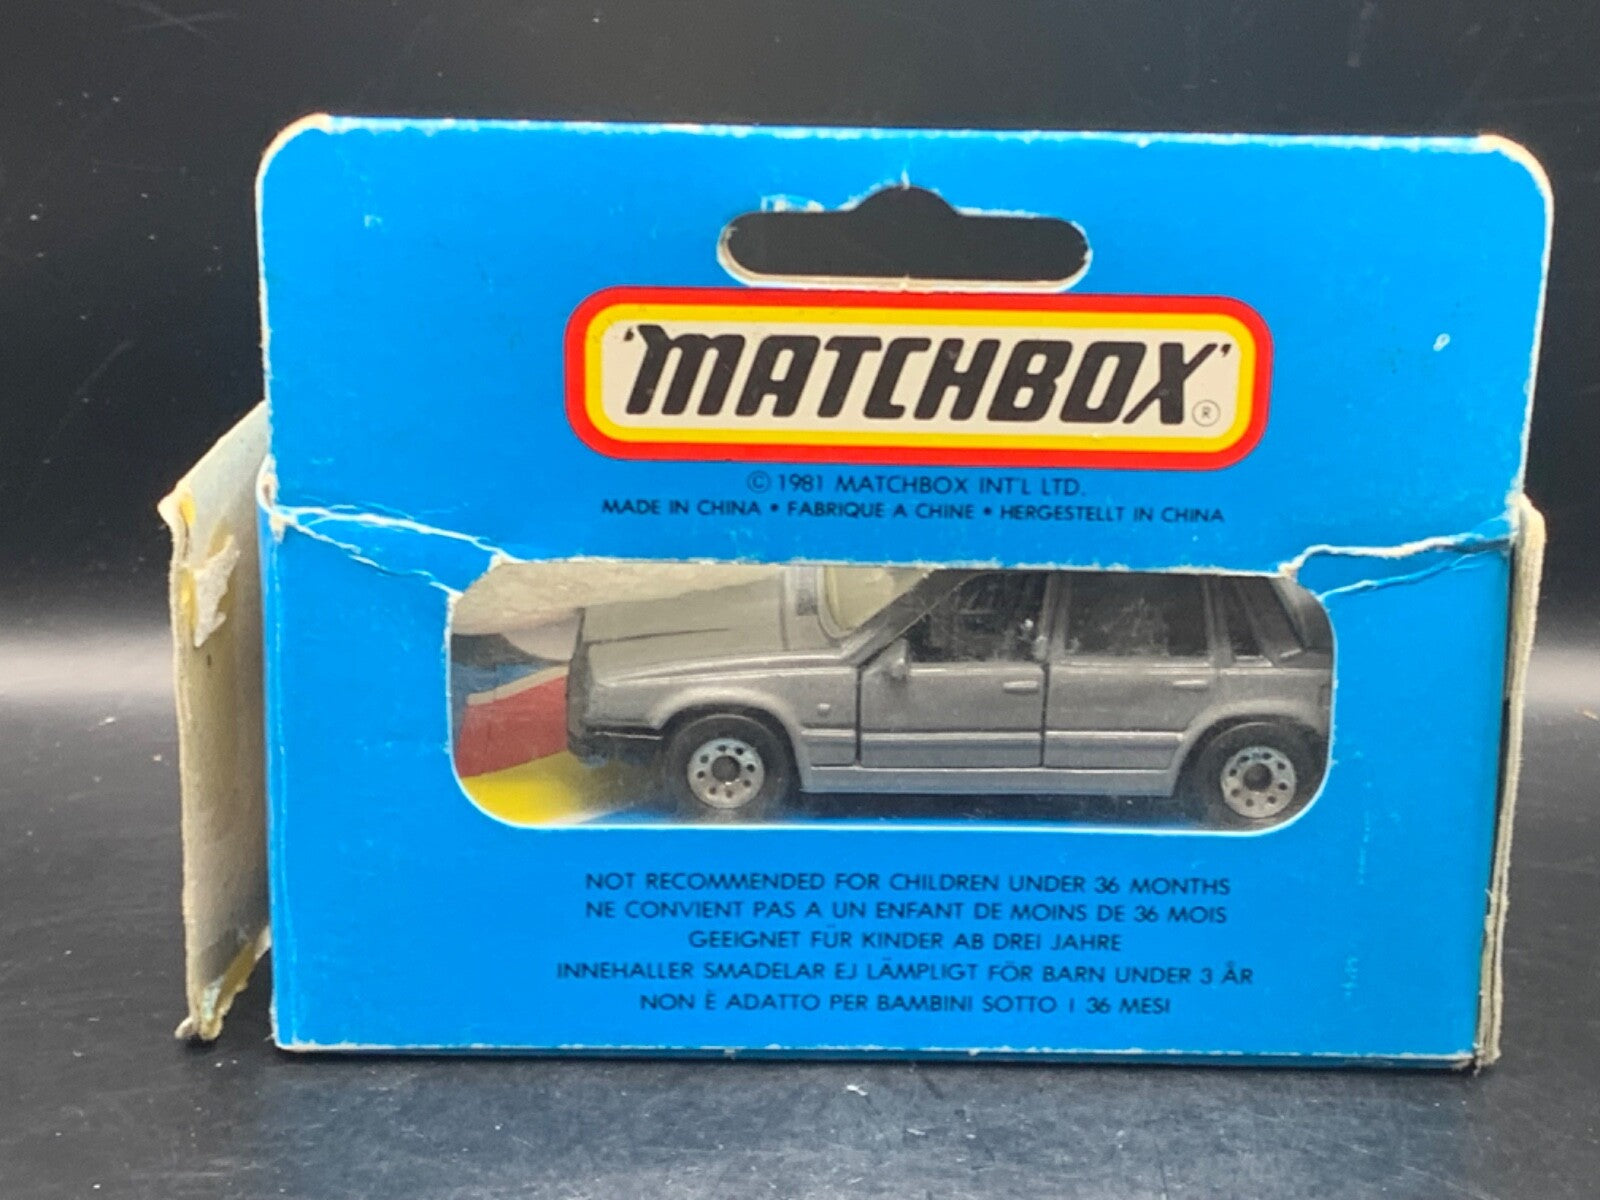 'MATCHBOX' ®
© 1981 MATCHBOX INT'L LTD.
MADE IN CHINA • FABRIQUE A CHINE • HERGESTELLT IN CHINA
NOT RECOMMENDED FOR CHILDREN UNDER 36 MONTHS
NE CONVIENT PAS A UN ENFANT DE MOINS DE 36 MOIS
GEEIGNET FÜR KINDER AB DREI JAHRE
INNEHALLER SMADELAR EJ LÄMPLIGT FÖR BARN UNDER 3 ÅR
NON È ADATTO PER BAMBINI SOTTO I 36 MESI